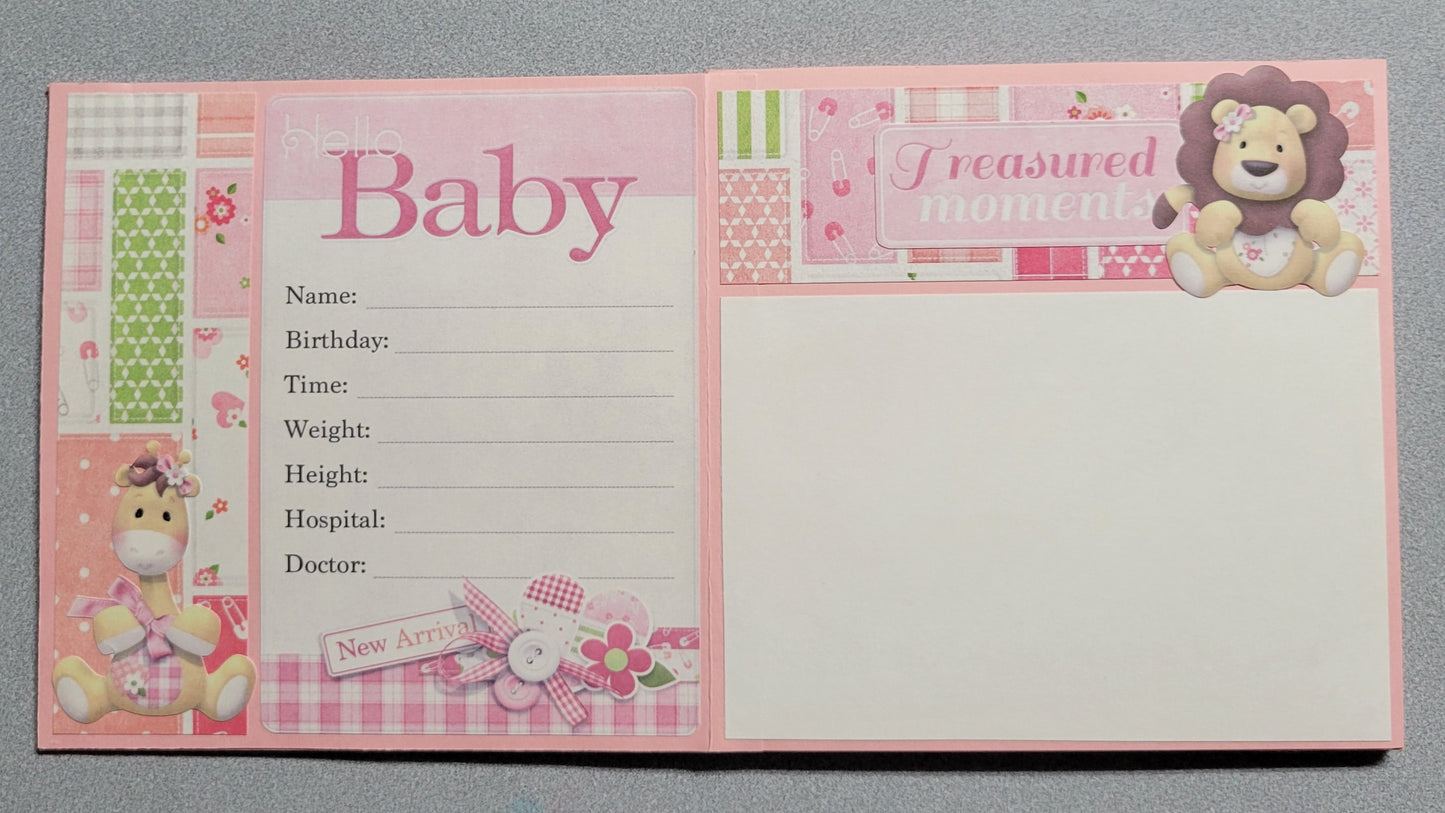 Hello
Baby
Name:
Birthday:
Time:
Weight:
Height:
Hospital:
Doctor:
New Arrival
Treasured
moments